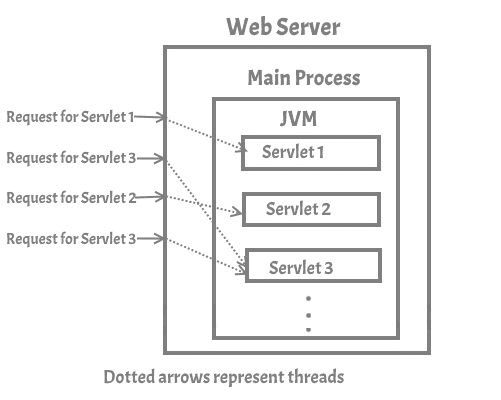 Web Server
Main Process
JVM
Request for Servlet 1
Servlet 1
Request for Servlet 3
Request for Servlet 2
Servlet 2
Request for Servlet 3
Servlet 3
Dotted arrows represent threads